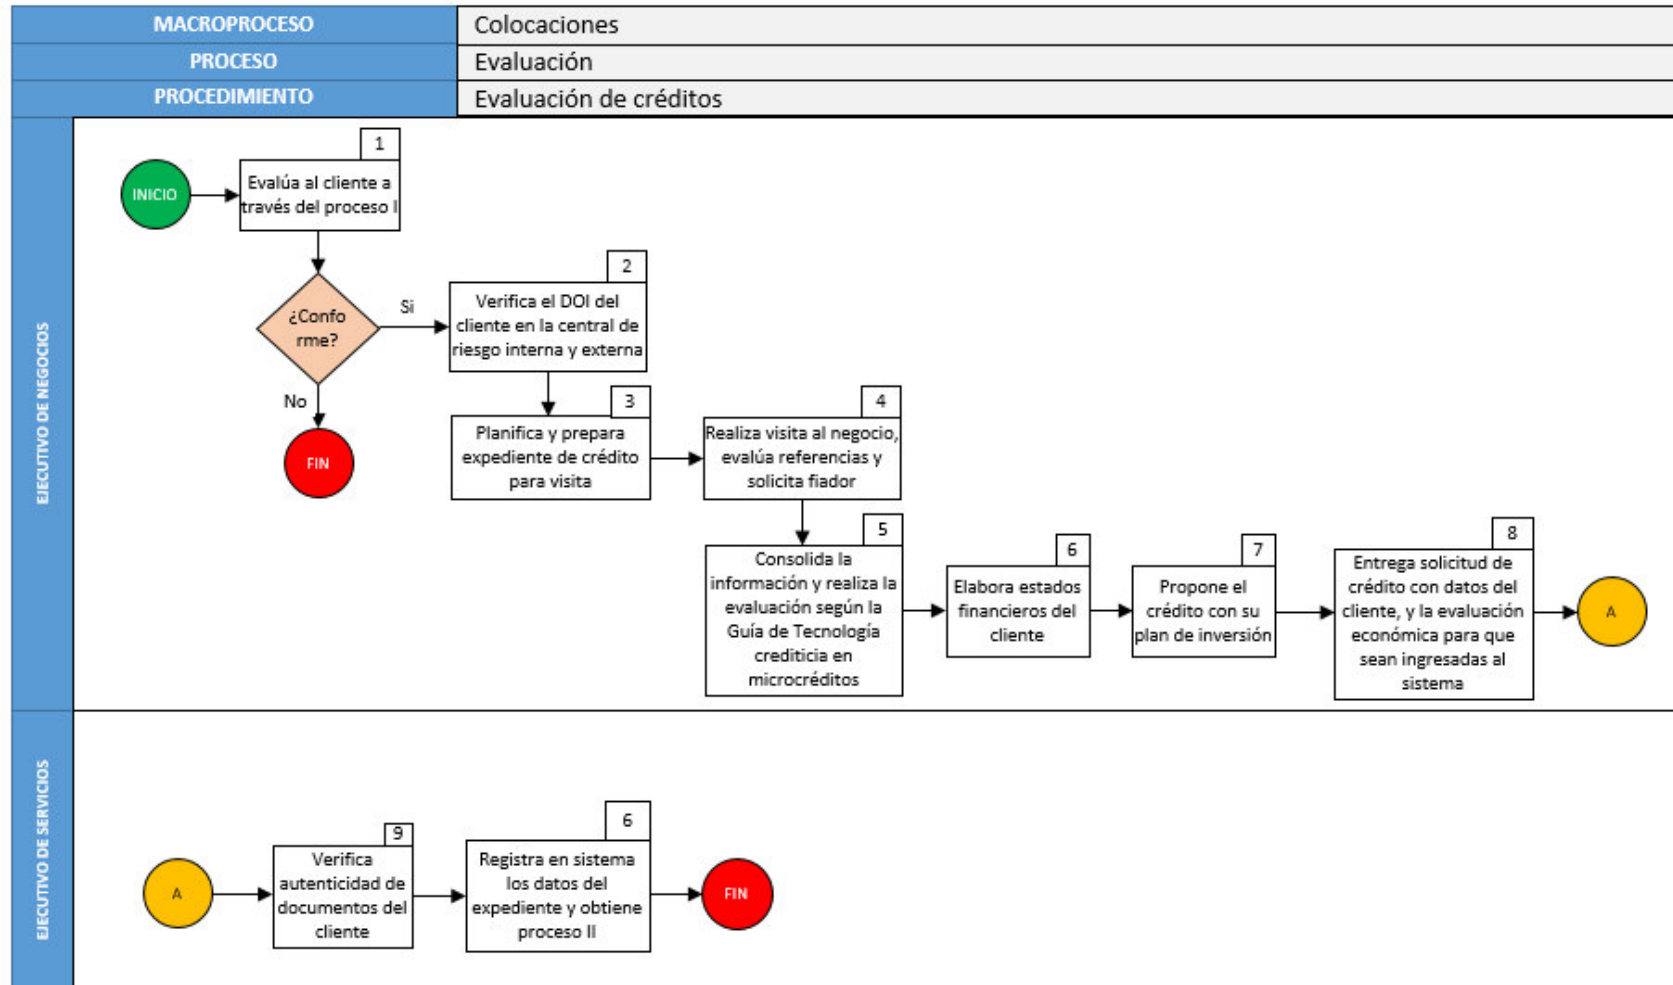 MACROPROCESO
Colocaciones
PROCESO
Evaluación
PROCEDIMIENTO
Evaluación de créditos
EJECUTIVO DE NEGOCIOS
INICIO
1
Evalúa al cliente a
través del proceso I
¿Confo
rme?
Si
No
FIN
2
Verifica el DOI del
cliente en la central de
riesgo interna y externa
3
Planifica y prepara
expediente de crédito
para visita
4
Realiza visita al negocio,
evalúa referencias y
solicita fiador
5
Consolida la
información y realiza la
evaluación según la
Guía de Tecnología
crediticia en
microcréditos
6
Elabora estados
financieros del
cliente
7
Propone el
crédito con su
plan de inversión
8
Entrega solicitud de
crédito con datos del
cliente, y la evaluación
económica para que
sean ingresadas al
sistema
A
EJECUTIVO DE SERVICIOS
A
9
Verifica
autenticidad de
documentos del
cliente
6
Registra en sistema
los datos del
expediente y obtiene
proceso II
FIN